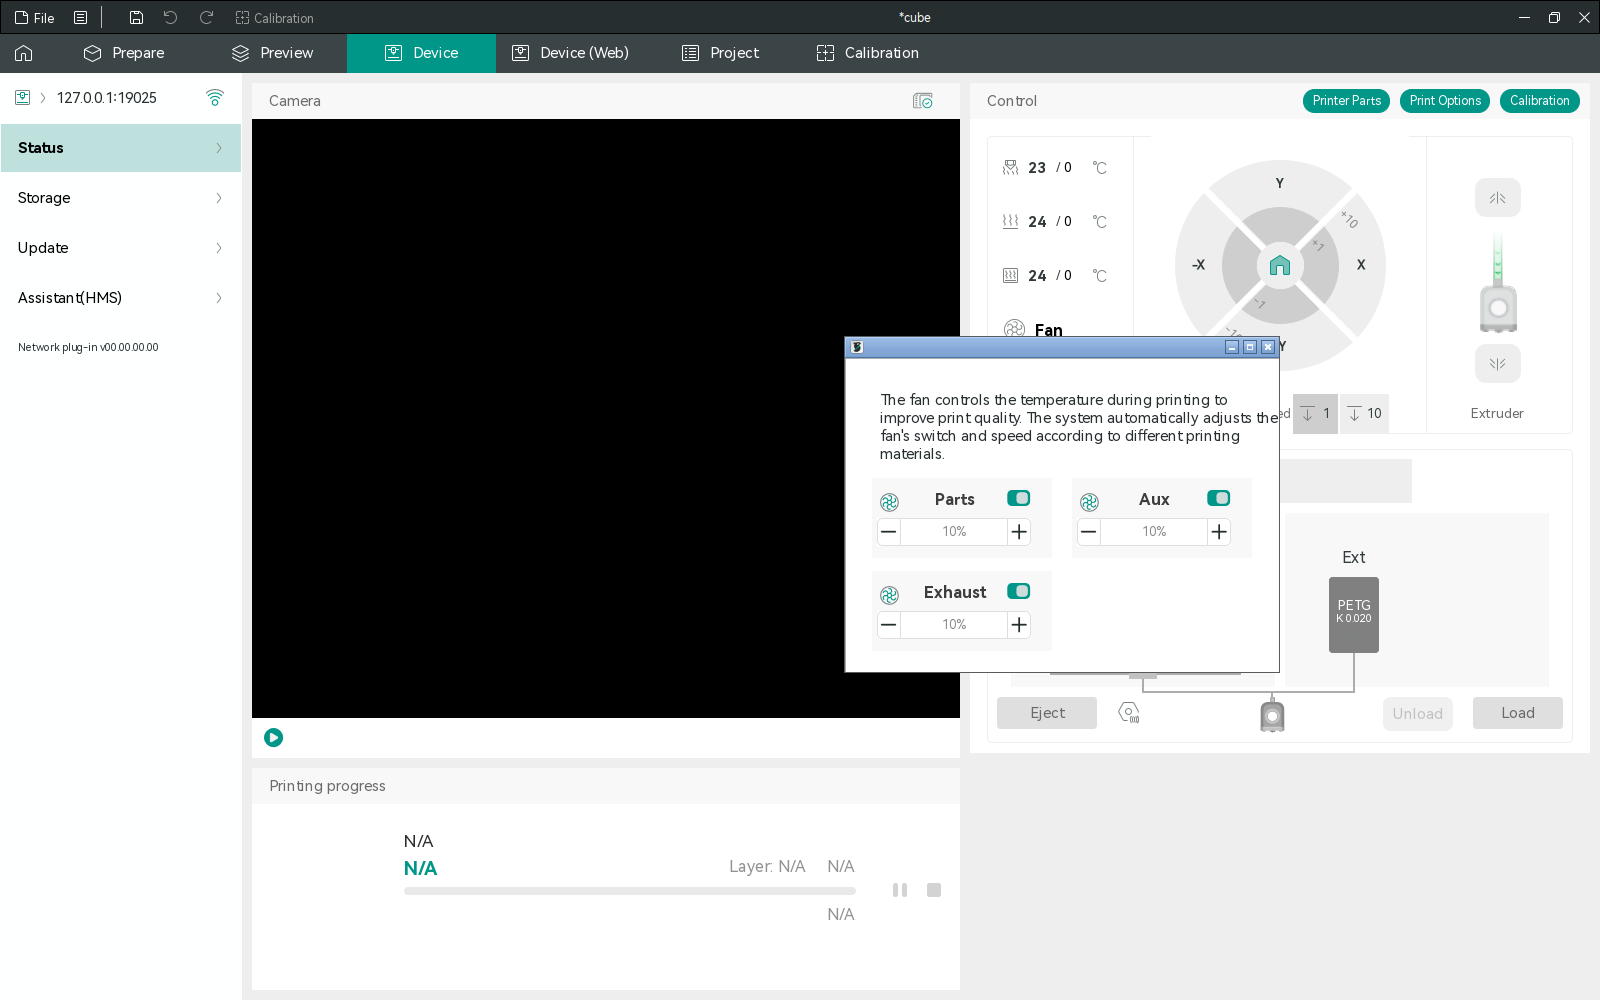 File
Calibration
*cube
Prepare
Preview
Device
Device (Web)
Project
Calibration
127.0.0.1:19025
Status
Storage
Update
Assistant(HMS)
Network plug-in v00.00.00.00
Camera
Control
Printer Parts
Print Options
Calibration
23 / 0 °C
24 / 0 °C
24 / 0 °C
Fan
Y
+10
+1
-X
X
-1
-10
Y
ed
1
10
Extruder
The fan controls the temperature during printing to
improve print quality. The system automatically adjusts the
fan's switch and speed according to different printing
materials.
Parts
10%
Aux
10%
Exhaust
10%
Ext
PETG
K 0.020
Eject
Unload
Load
Printing progress
N/A
N/A
Layer: N/A
N/A
N/A